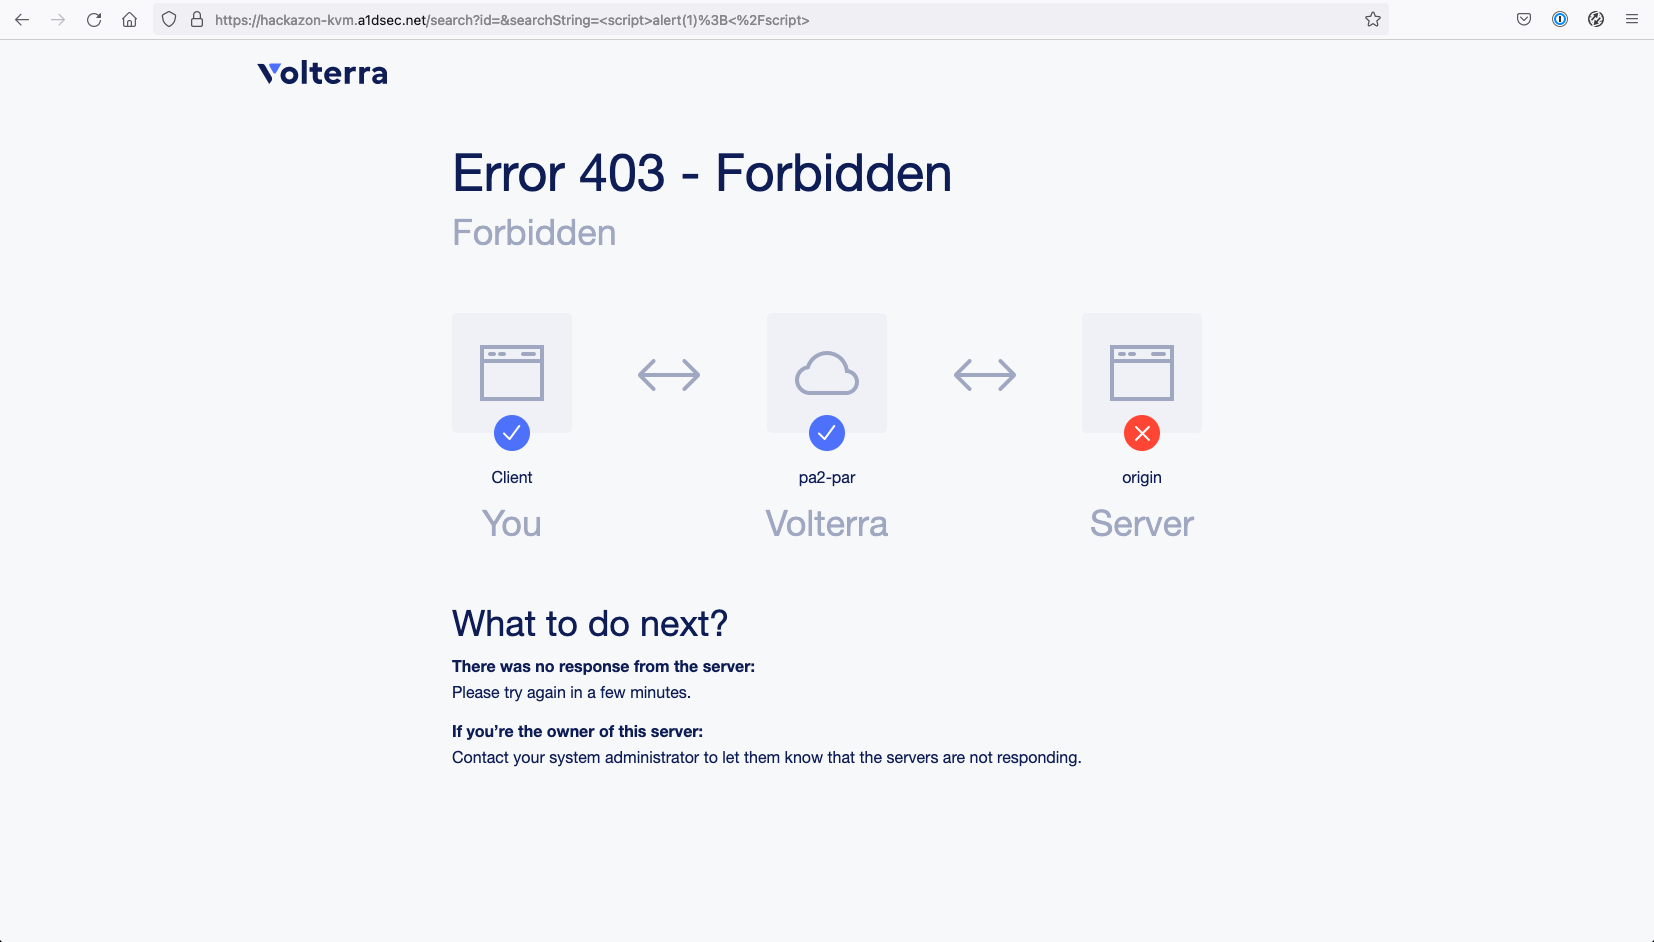 https://hackazon-kvm.a1dsec.net/search?id=&searchString=<script>alert(1)%3B<%2Fscript>
Volterra
Error 403 - Forbidden
Forbidden
Client
pa2-par
origin
You
Volterra
Server
What to do next?
There was no response from the server:
Please try again in a few minutes.
If you’re the owner of this server:
Contact your system administrator to let them know that the servers are not responding.